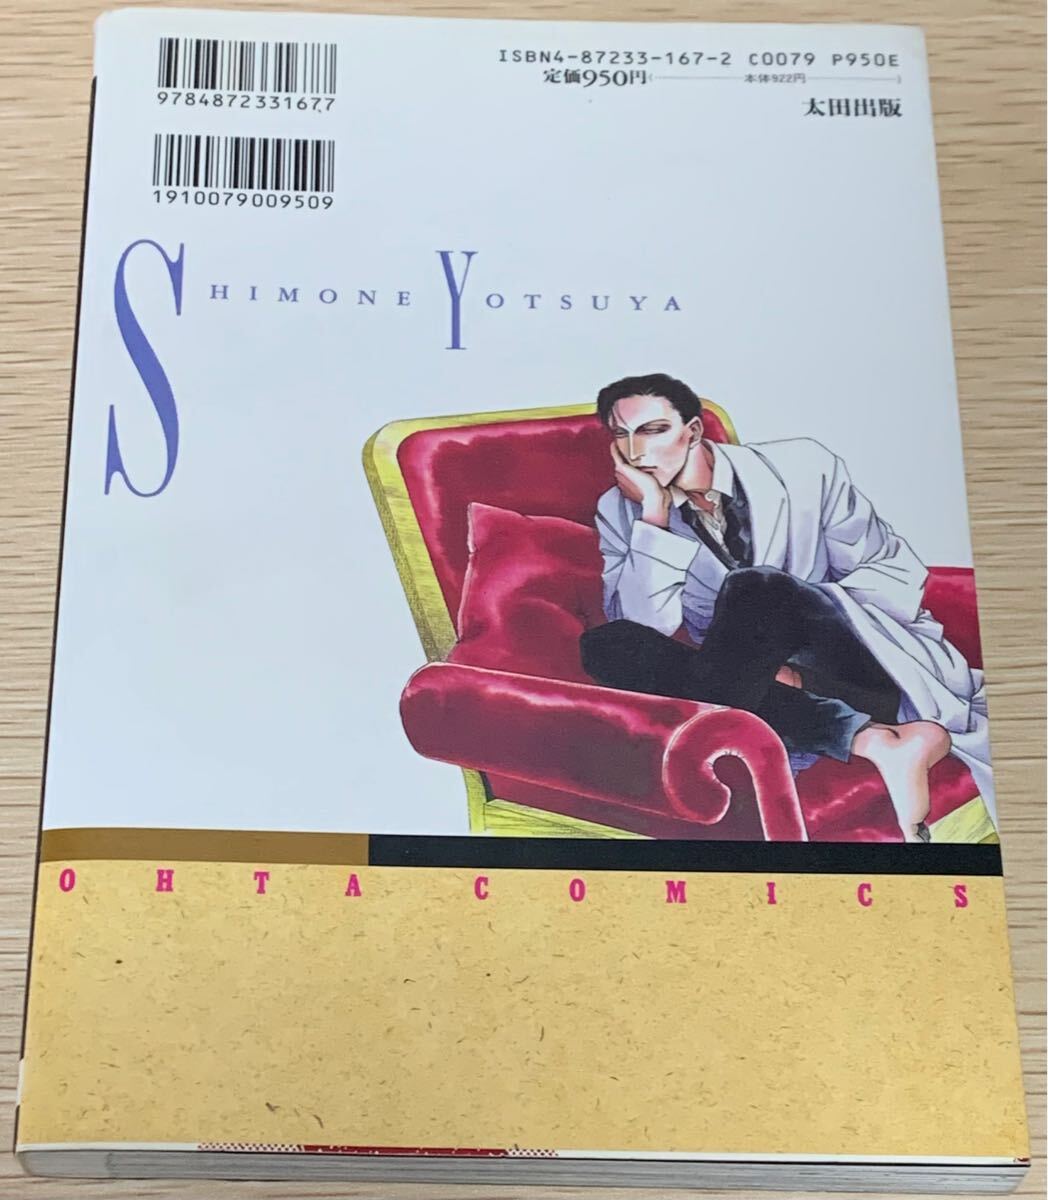 ISBN4-87233-167-2 C0079 P950E
定価950円(本体922円)
太田出版
9784872331677
1910079009509
SHIMONE YOTSUYA
OHTA COMICS